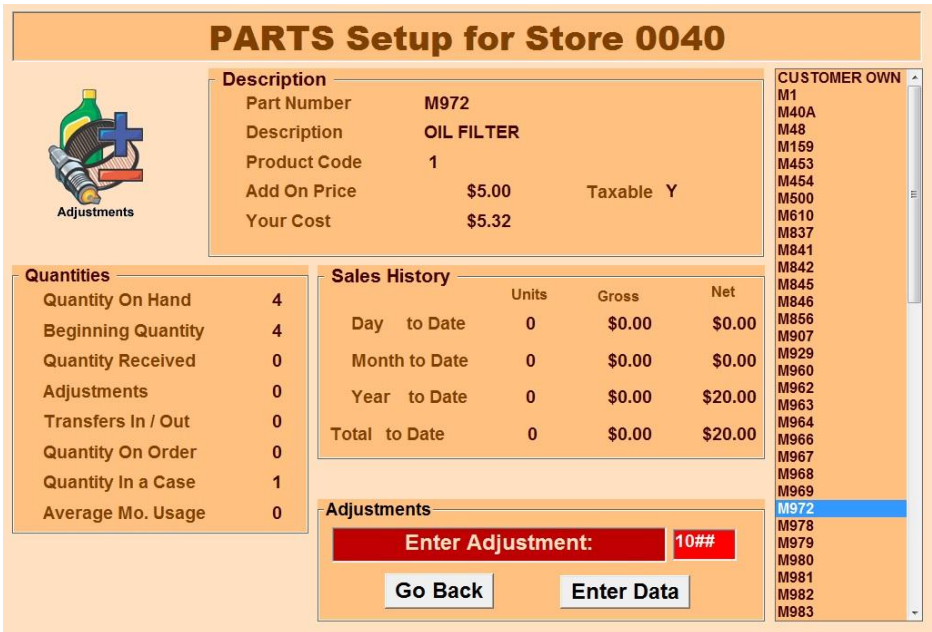 PARTS Setup for Store 0040
Adjustments
Description
Part Number M972
Description OIL FILTER
Product Code 1
Add On Price $5.00 Taxable Y
Your Cost $5.32
Quantities
Quantity On Hand 4
Beginning Quantity 4
Quantity Received 0
Adjustments 0
Transfers In / Out 0
Quantity On Order 0
Quantity In a Case 1
Average Mo. Usage 0
Sales History
Units Gross Net
Day to Date 0 $0.00 $0.00
Month to Date 0 $0.00 $0.00
Year to Date 0 $0.00 $20.00
Total to Date 0 $0.00 $20.00
Adjustments
Enter Adjustment: 10##
Go Back Enter Data
CUSTOMER OWN
M1
M40A
M48
M159
M453
M454
M500
M610
M837
M841
M842
M845
M846
M856
M907
M929
M960
M962
M963
M964
M966
M967
M968
M969
M972
M978
M979
M980
M981
M982
M983